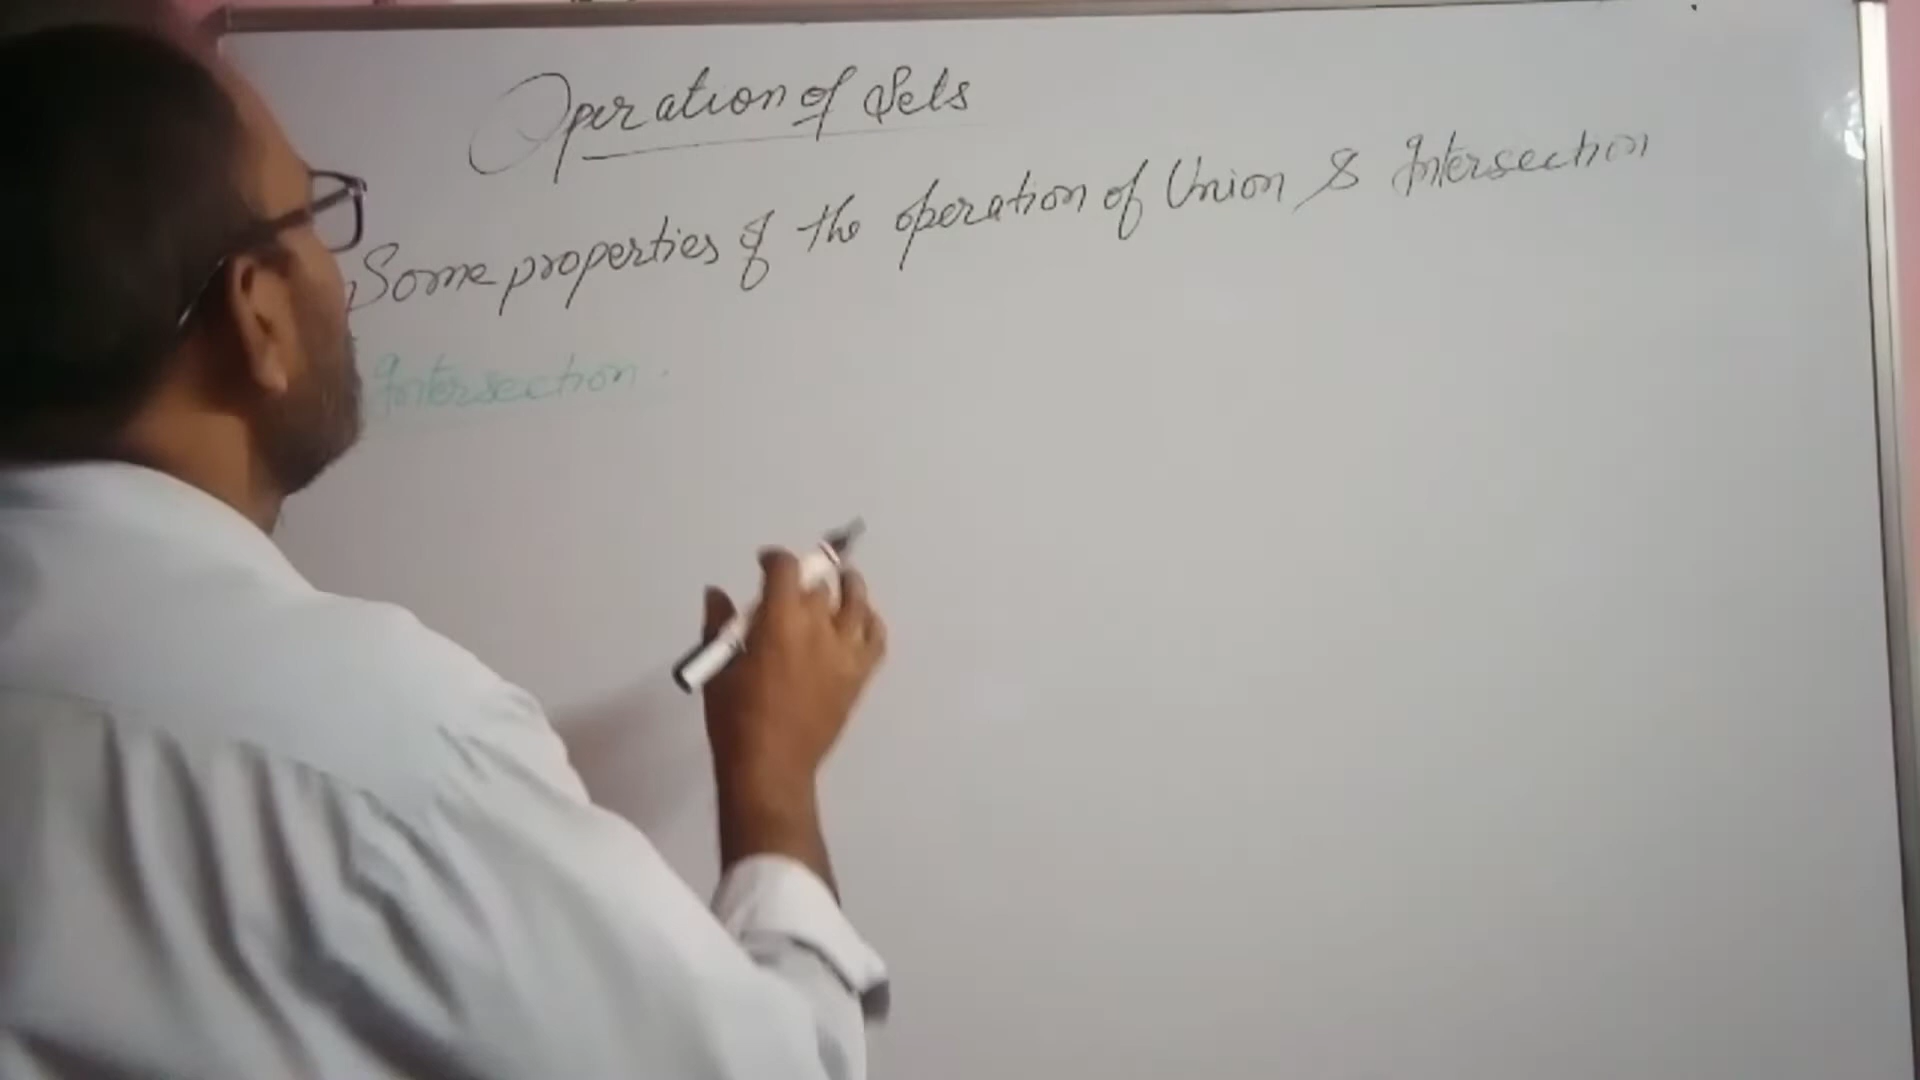 Operation of Sets
Some properties of the operation of Union & Intersection
Intersection.